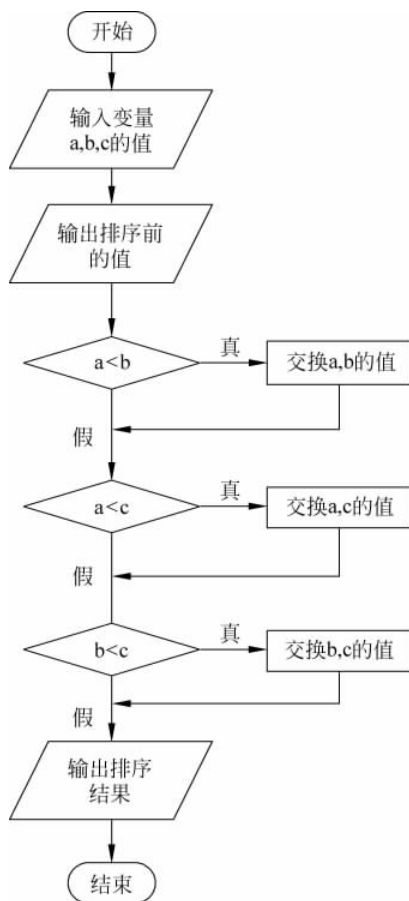 开始
输入变量
a,b,c的值
输出排序前
的值
a<b
真
交换a,b的值
假
a<c
真
交换a,c的值
假
b<c
真
交换b,c的值
假
输出排序
结果
结束